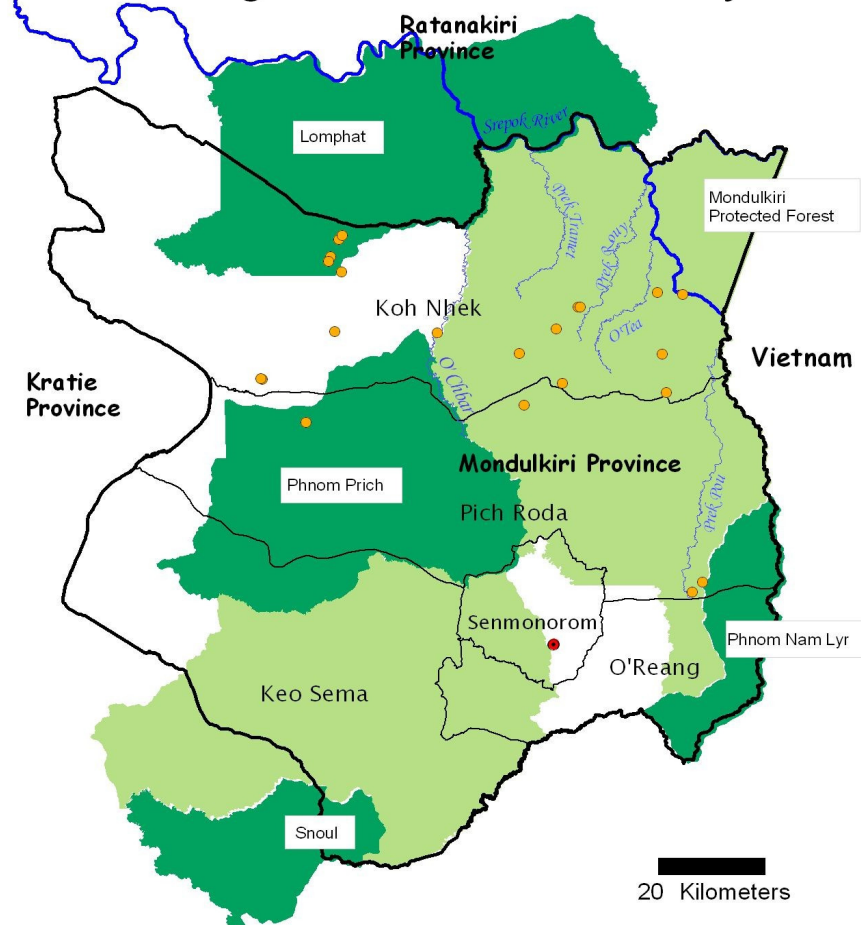 Ratanakiri
Province
Lomphat
Srepok River
Mondulkiri
Protected Forest
Prek Tramet
Prek Rouy
Koh Nhek
O'Tea
Vietnam
Kratie
Province
O'Chbar
Mondulkiri Province
Phnom Prich
Pich Roda
Prek Pou
Senmonorom
Phnom Nam Lyr
O'Reang
Keo Sema
Snoul
20 Kilometers